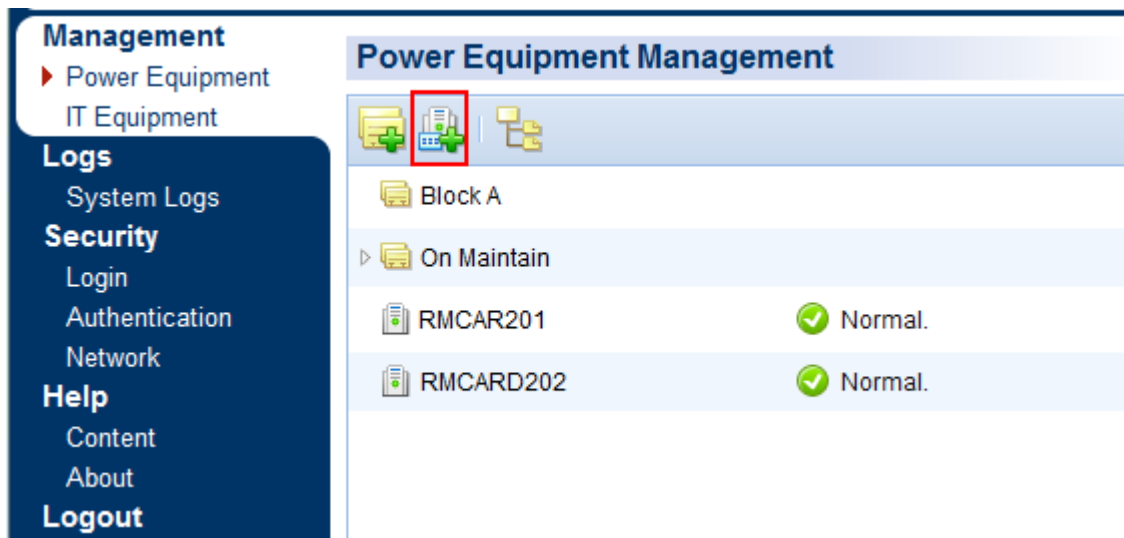 Management
Power Equipment
IT Equipment
Logs
System Logs
Security
Login
Authentication
Network
Help
Content
About
Logout
Power Equipment Management
Block A
On Maintain
RMCAR201 Normal.
RMCARD202 Normal.